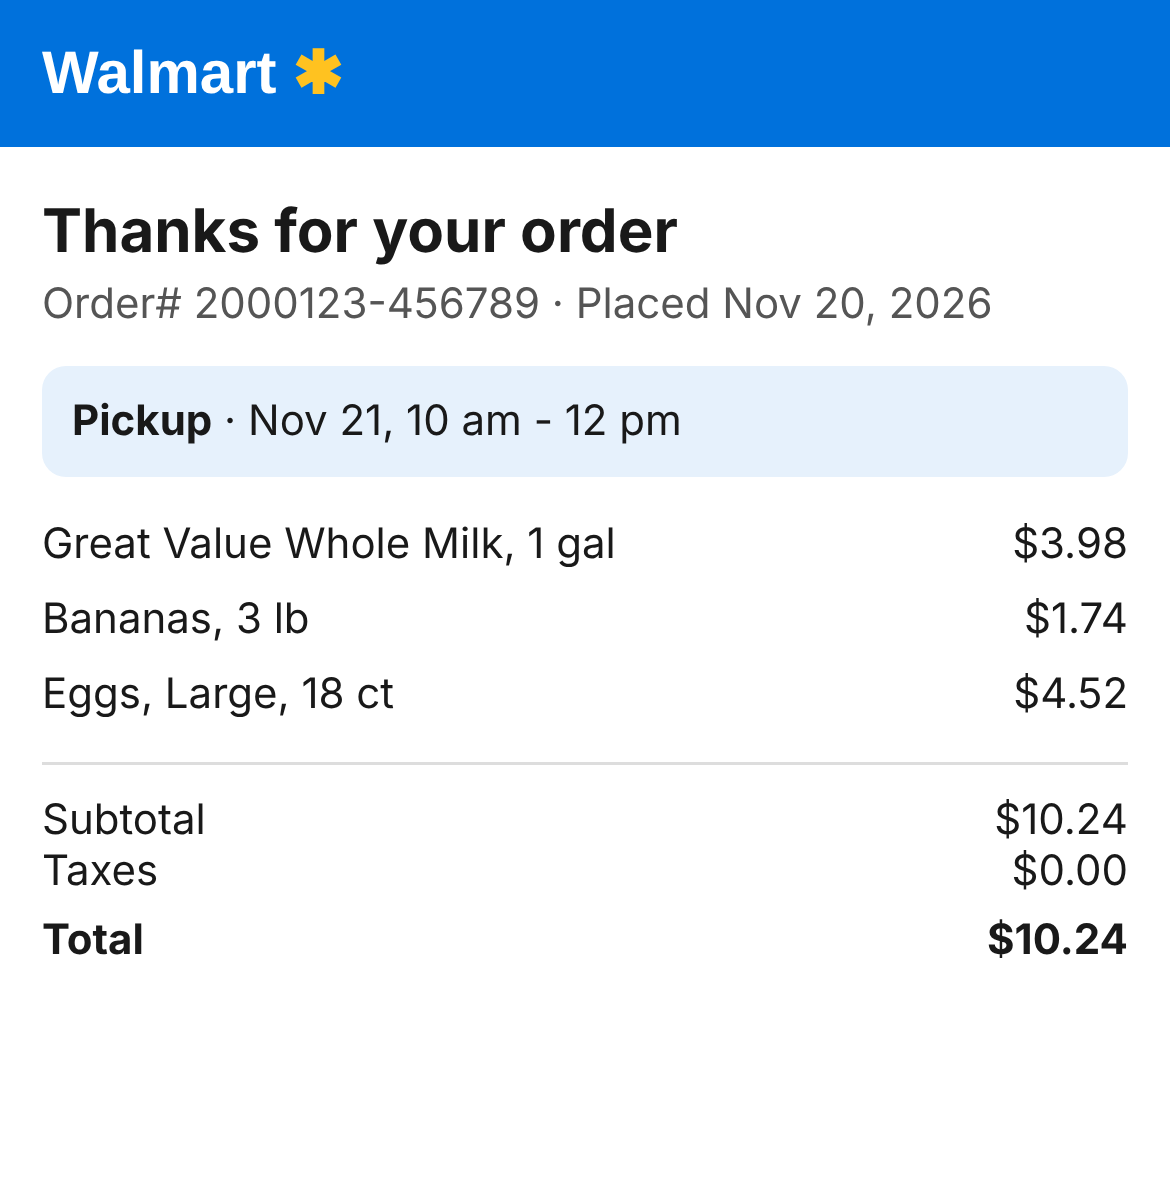 Walmart
Thanks for your order
Order# 2000123-456789 · Placed Nov 20, 2026
Pickup · Nov 21, 10 am - 12 pm
Great Value Whole Milk, 1 gal $3.98
Bananas, 3 lb $1.74
Eggs, Large, 18 ct $4.52
Subtotal $10.24
Taxes $0.00
Total $10.24